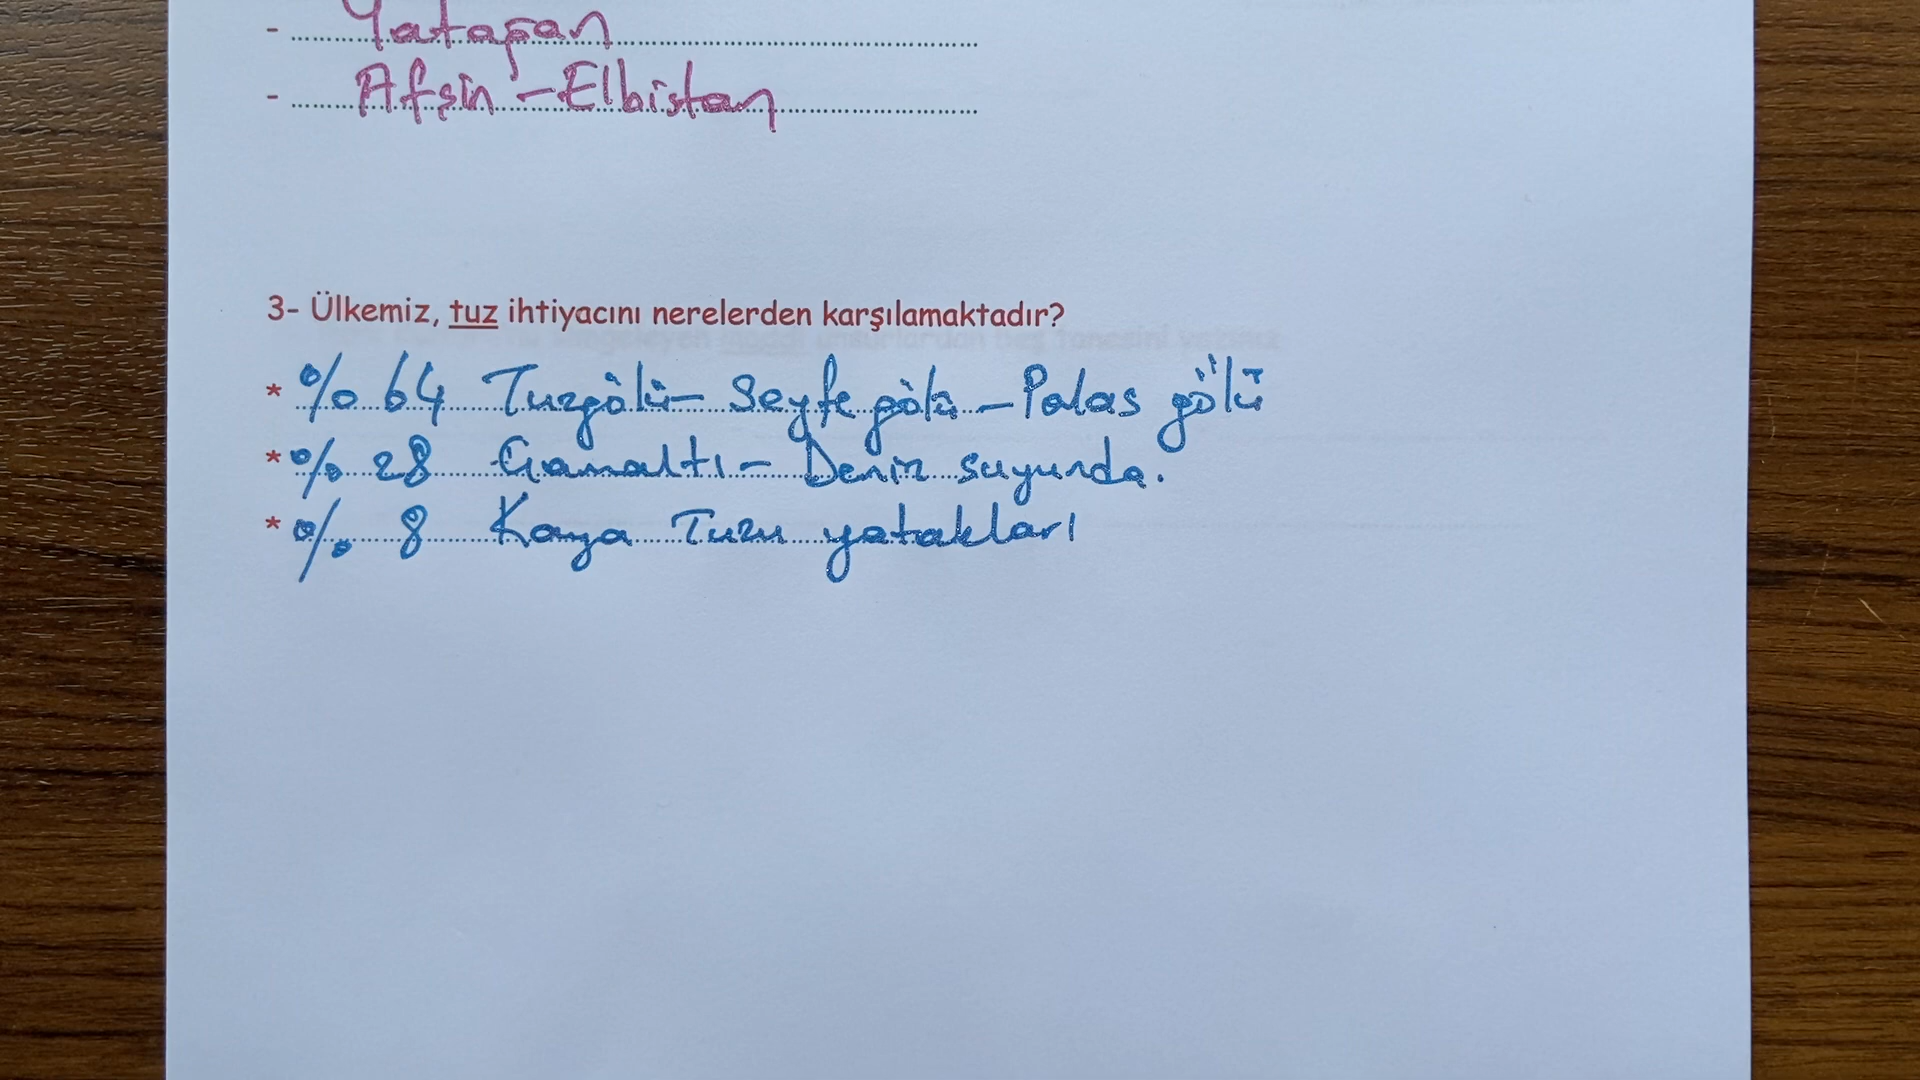 - Yatağan
- Afşin - Elbistan
3- Ülkemiz, tuz ihtiyacını nerelerden karşılamaktadır?
* % 64 Tuzgölü - Seyfe gölü - Palas gölü
* % 28 Çamaltı - Deniz suyunda.
* % 8 Kaya Tuzu yatakları